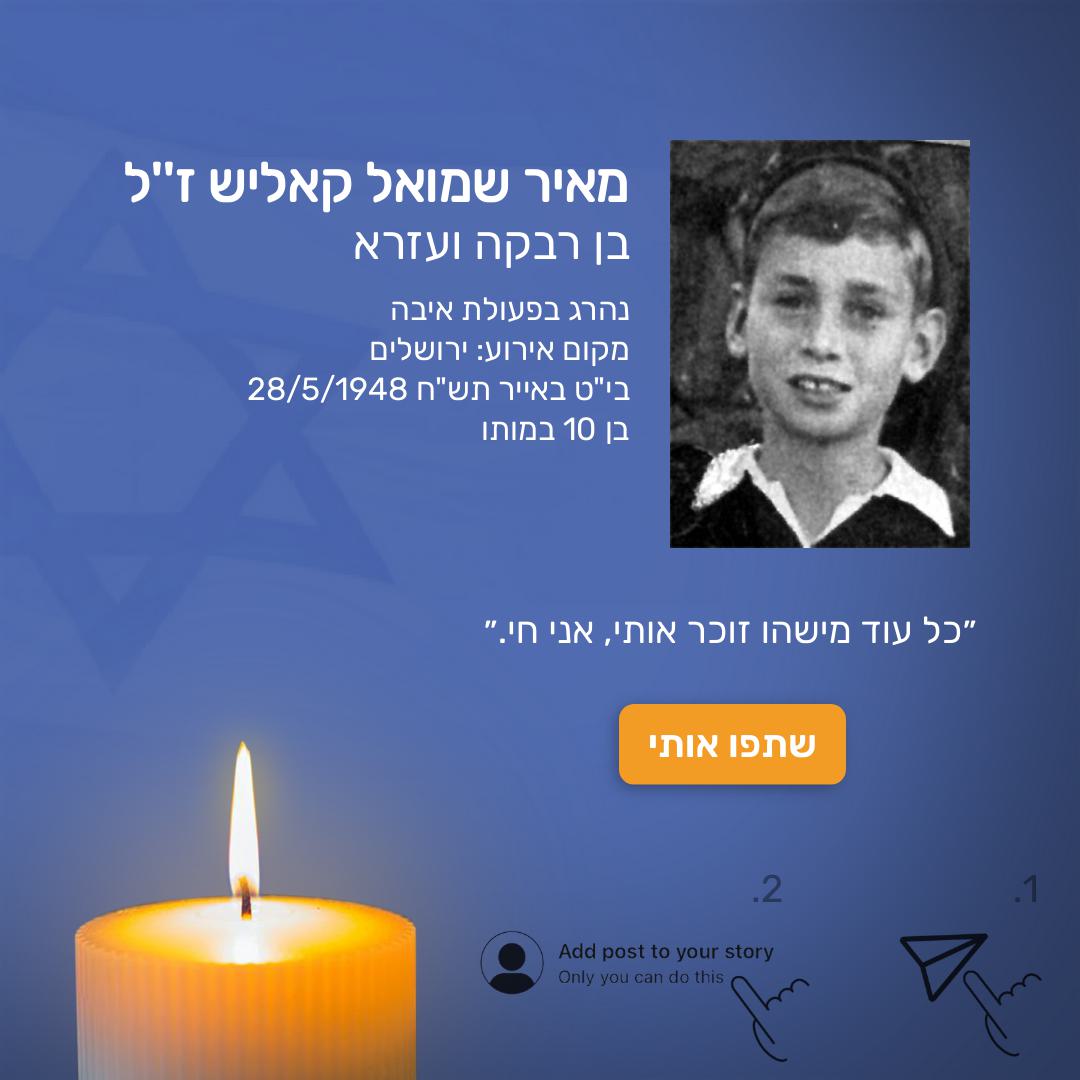 מאיר שמואל קאליש ז"ל
בן רבקה ועזרא
נהרג בפעולת איבה
מקום אירוע: ירושלים
בי"ט באייר תש"ח 28/5/1948
בן 10 במותו
״כל עוד מישהו זוכר אותי, אני חי.״
שתפו אותי
1.
2.
Add post to your story
Only you can do this